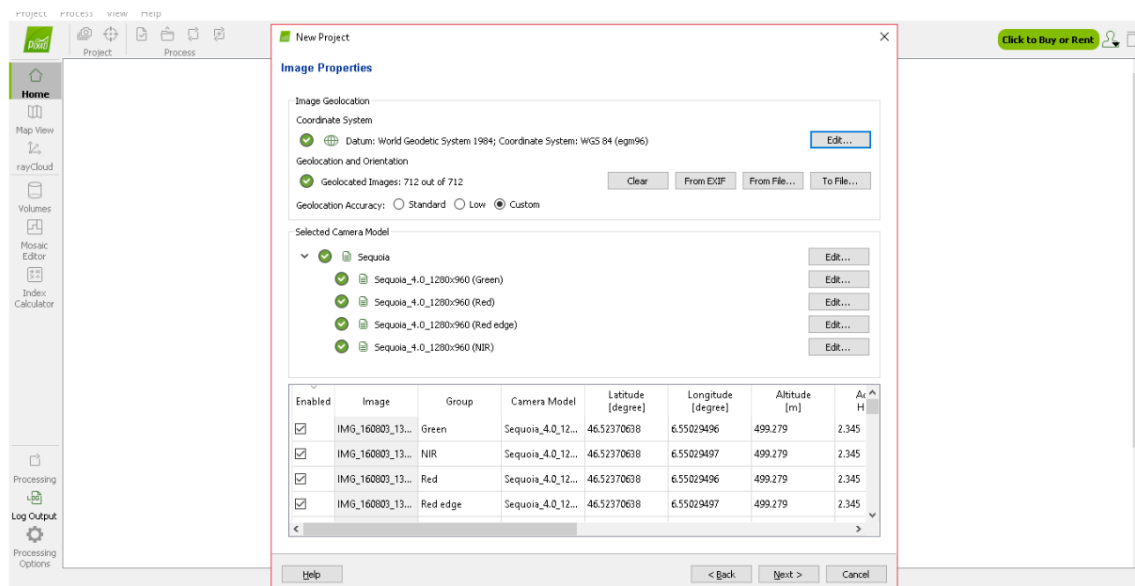 Project Process View Help
PIX4D
Project
Process
Click to Buy or Rent
Home
Map View
rayCloud
Volumes
Mosaic
Editor
Index
Calculator
Processing
Log Output
Processing
Options
New Project
Image Properties
Image Geolocation
Coordinate System
Datum: World Geodetic System 1984; Coordinate System: WGS 84 (egm96) Edit...
Geolocation and Orientation
Geolocated Images: 712 out of 712 Clear From EXIF From File... To File...
Geolocation Accuracy: Standard Low Custom
Selected Camera Model
Sequoia Edit...
Sequoia_4.0_1280x960 (Green) Edit...
Sequoia_4.0_1280x960 (Red) Edit...
Sequoia_4.0_1280x960 (Red edge) Edit...
Sequoia_4.0_1280x960 (NIR) Edit...
Enabled Image Group Camera Model Latitude [degree] Longitude [degree] Altitude [m] H
IMG_160803_13... Green Sequoia_4.0_12... 46.52370638 6.55029496 499.279 2.345
IMG_160803_13... NIR Sequoia_4.0_12... 46.52370638 6.55029497 499.279 2.345
IMG_160803_13... Red Sequoia_4.0_12... 46.52370638 6.55029496 499.279 2.345
IMG_160803_13... Red edge Sequoia_4.0_12... 46.52370638 6.55029497 499.279 2.345
Help < Back Next > Cancel